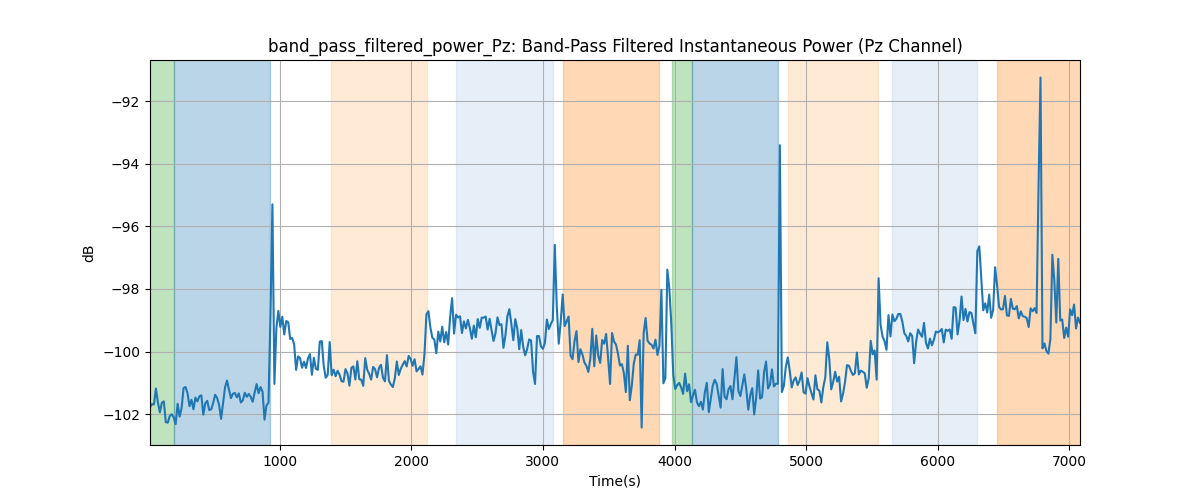 band_pass_filtered_power_Pz: Band-Pass Filtered Instantaneous Power (Pz Channel)
dB
−92
−94
−96
−98
−100
−102
1000 2000 3000 4000 5000 6000 7000
Time(s)